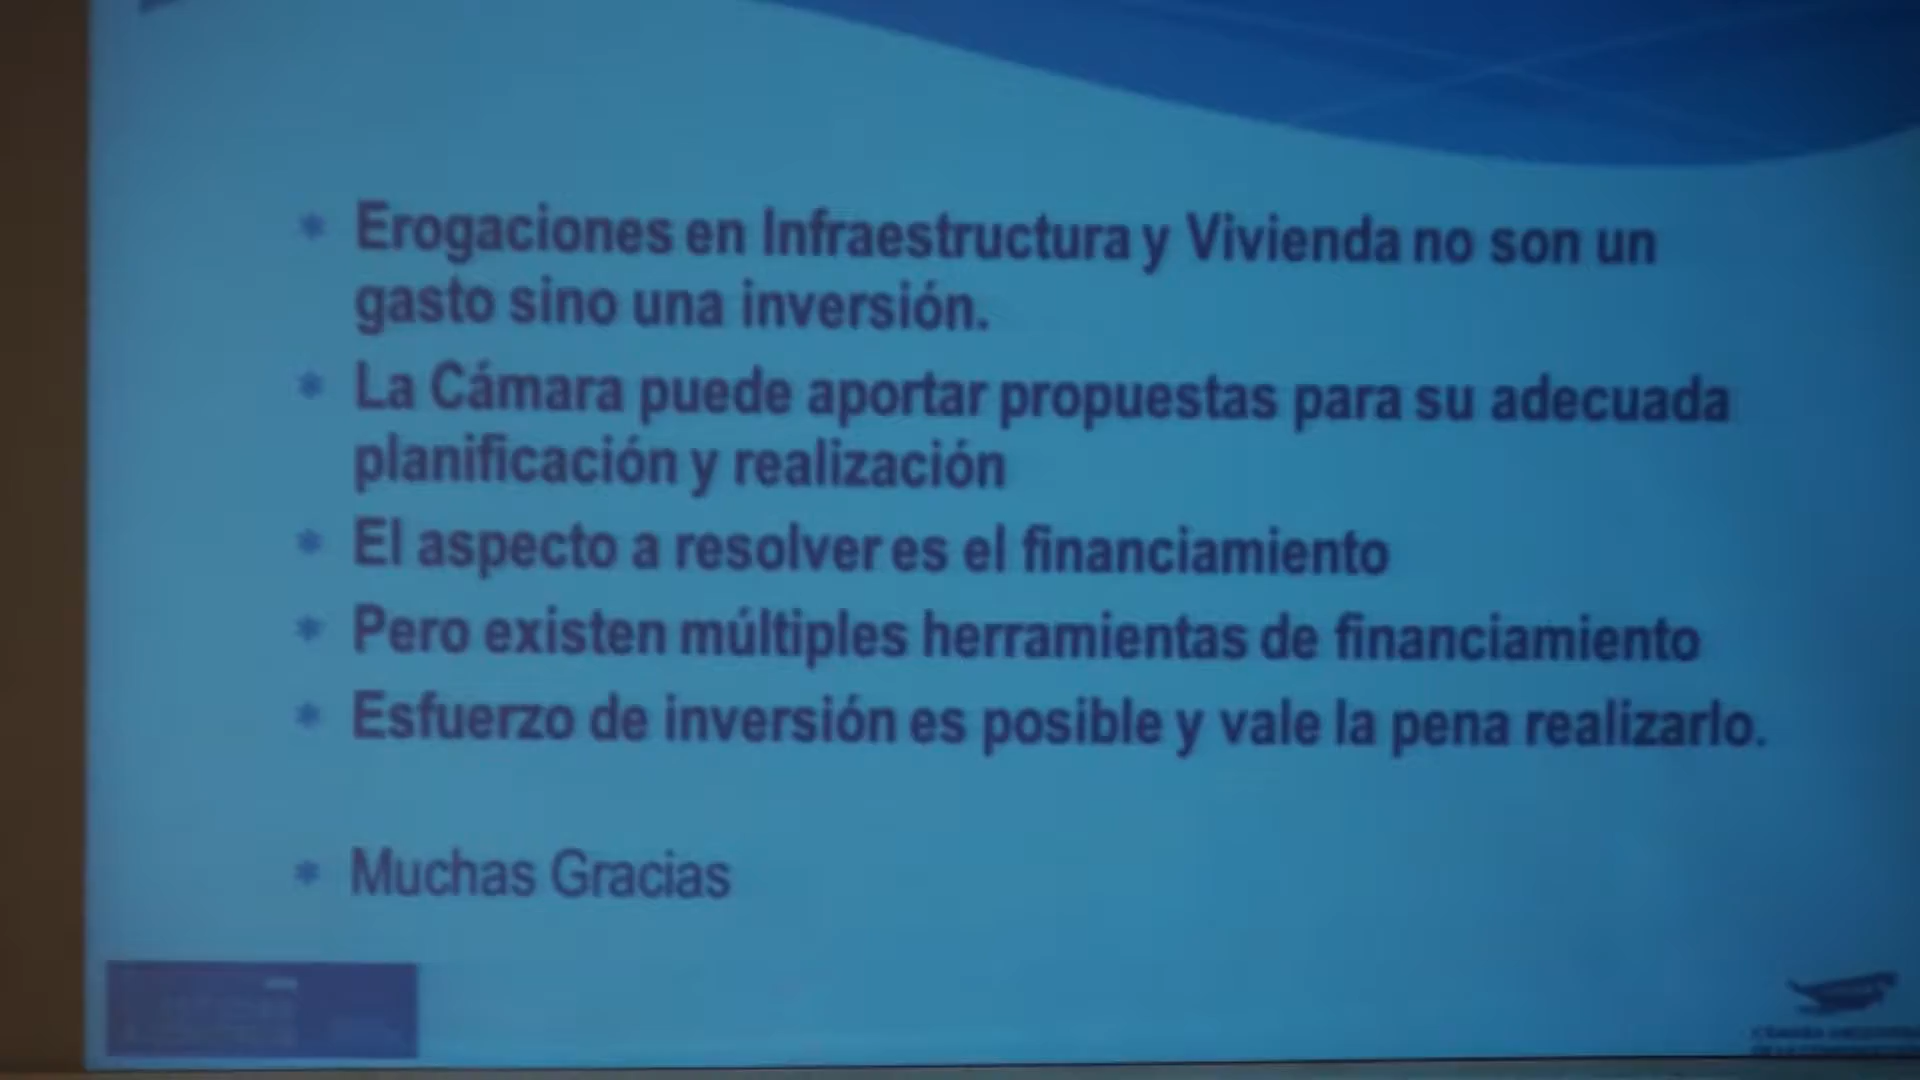 Erogaciones en Infraestructura y Vivienda no son un
gasto sino una inversión.
La Cámara puede aportar propuestas para su adecuada
planificación y realización
El aspecto a resolver es el financiamiento
Pero existen múltiples herramientas de financiamiento
Esfuerzo de inversión es posible y vale la pena realizarlo.
Muchas Gracias